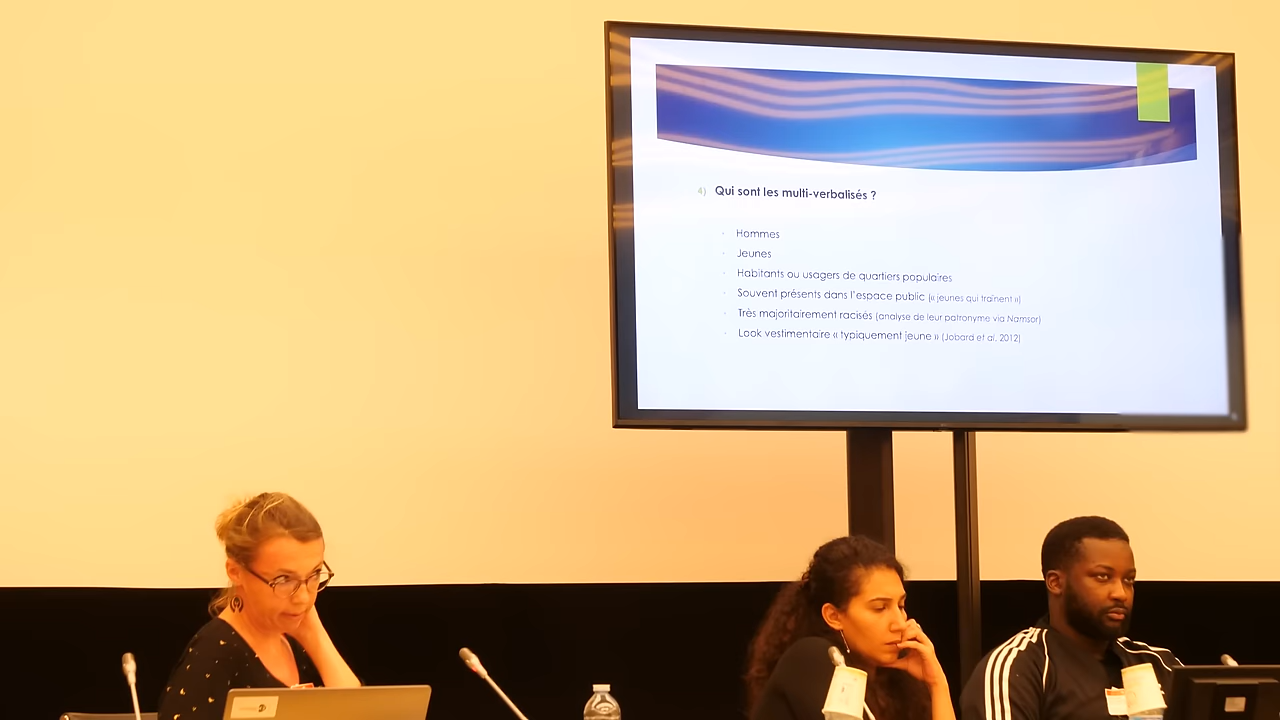 4) Qui sont les multi-verbalisés ?
Hommes
Jeunes
Habitants ou usagers de quartiers populaires
Souvent présents dans l'espace public (« jeunes qui traînent »)
Très majoritairement racisés (analyse de leur patronyme via Namsor)
Look vestimentaire « typiquement jeune » (Jobard et al. 2012)